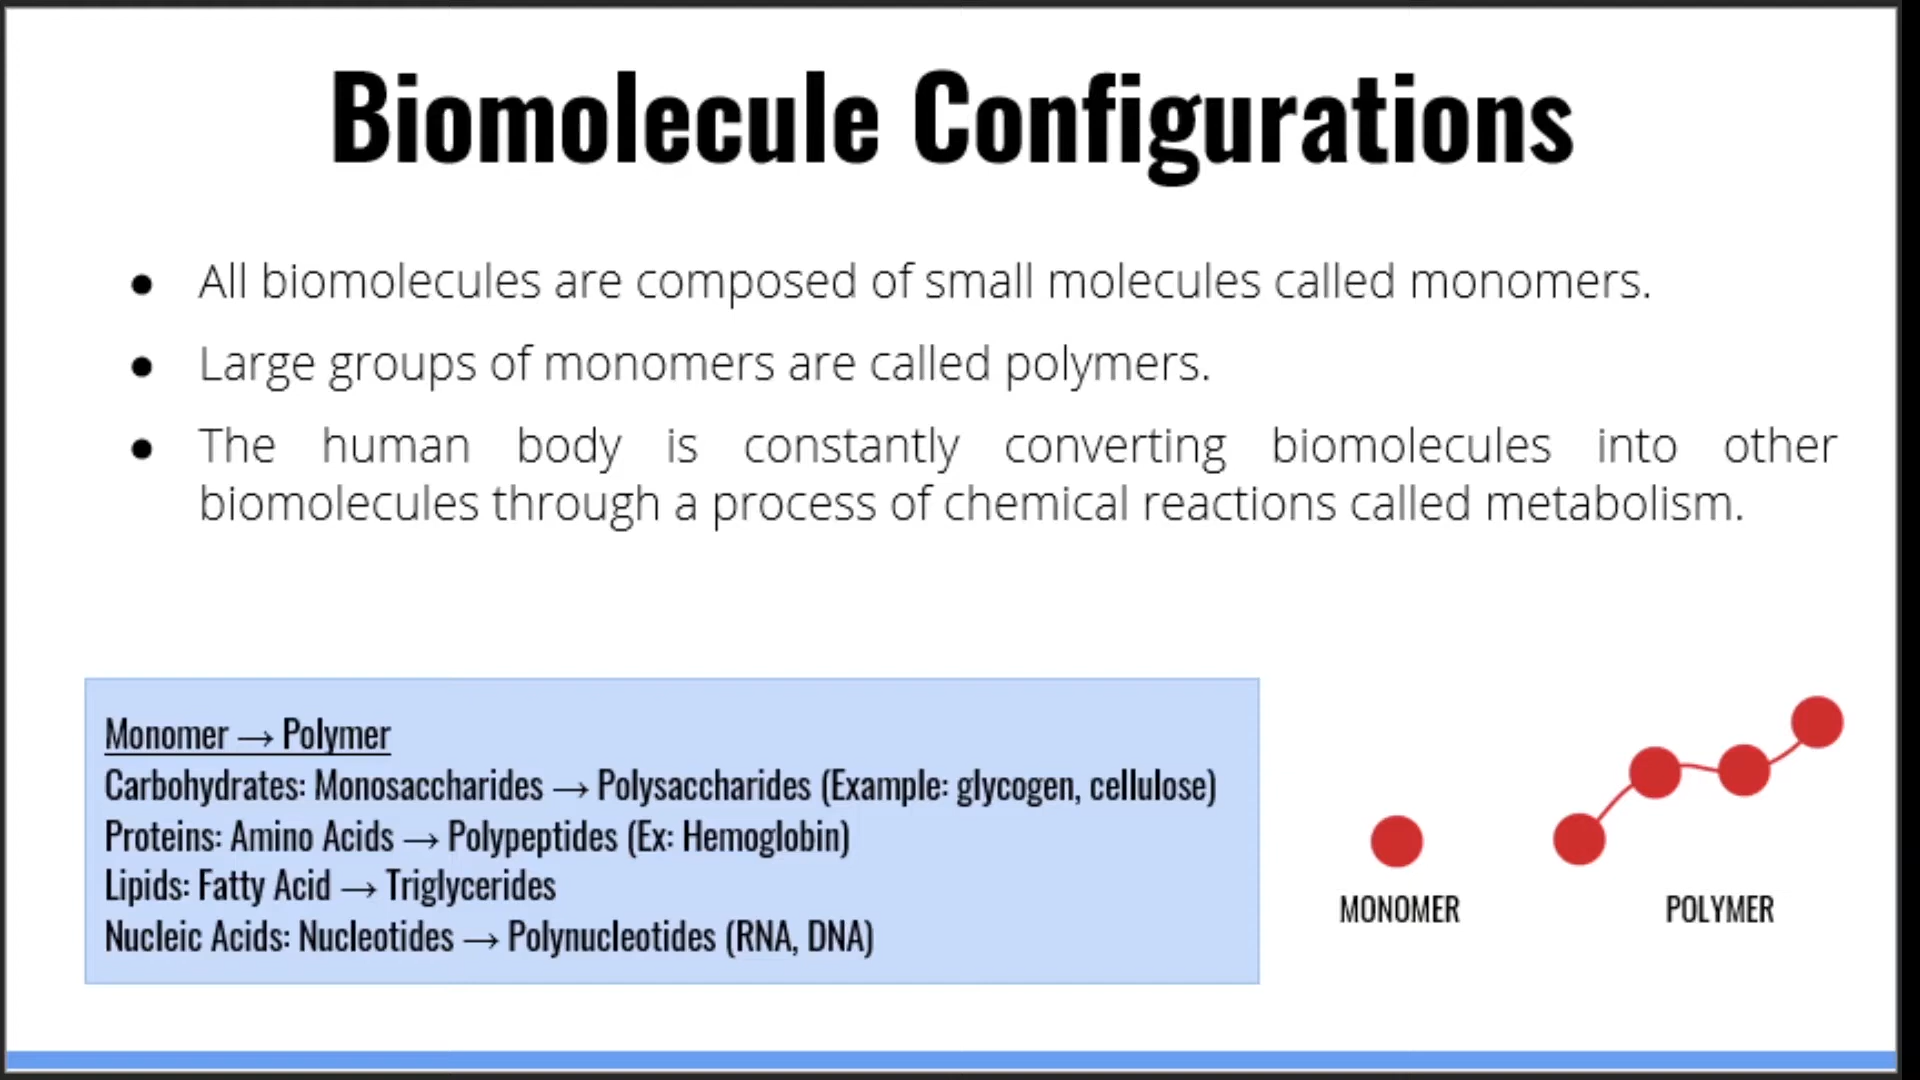 Biomolecule Configurations
● All biomolecules are composed of small molecules called monomers.
● Large groups of monomers are called polymers.
● The human body is constantly converting biomolecules into other
biomolecules through a process of chemical reactions called metabolism.
Monomer → Polymer
Carbohydrates: Monosaccharides → Polysaccharides (Example: glycogen, cellulose)
Proteins: Amino Acids → Polypeptides (Ex: Hemoglobin)
Lipids: Fatty Acid → Triglycerides
Nucleic Acids: Nucleotides → Polynucleotides (RNA, DNA)
MONOMER
POLYMER